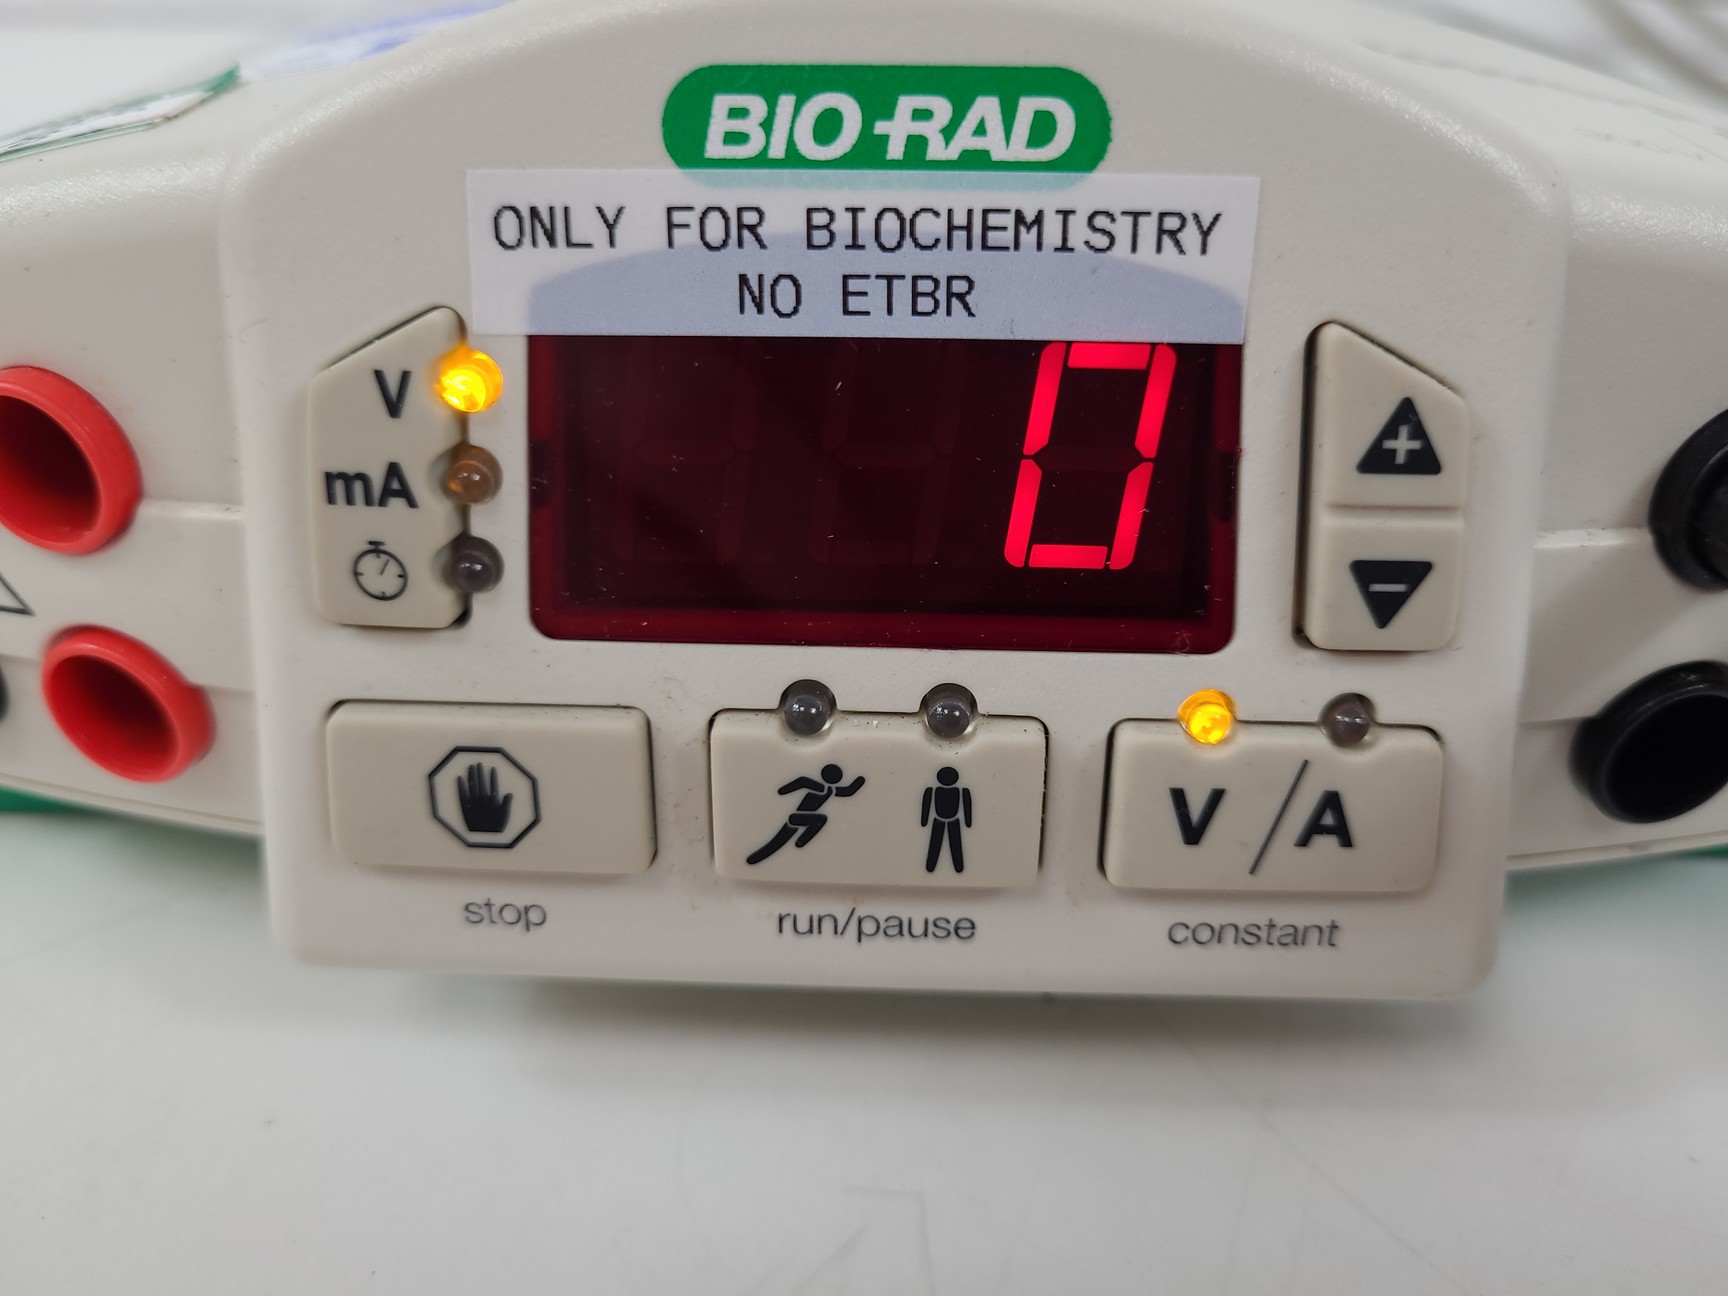 BIO-RAD
ONLY FOR BIOCHEMISTRY
NO ETBR
V
mA
0
+
-
V/A
stop
run/pause
constant